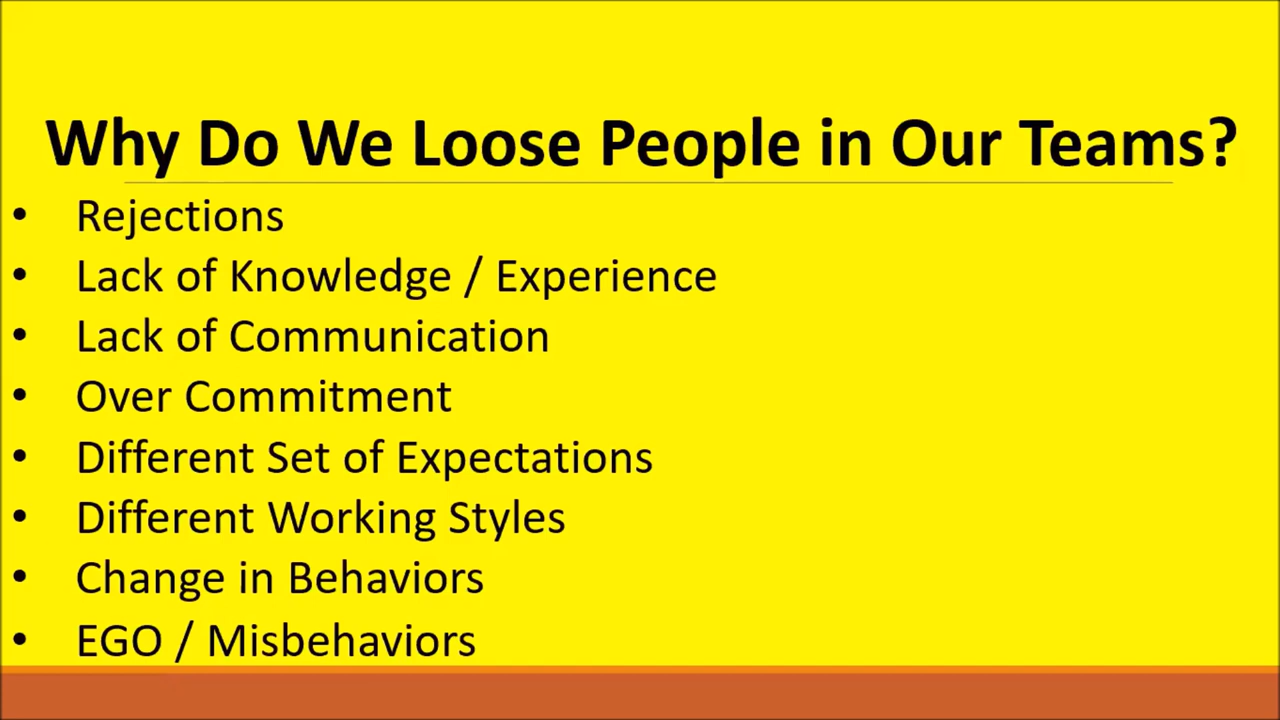 Why Do We Loose People in Our Teams?
• Rejections
• Lack of Knowledge / Experience
• Lack of Communication
• Over Commitment
• Different Set of Expectations
• Different Working Styles
• Change in Behaviors
• EGO / Misbehaviors